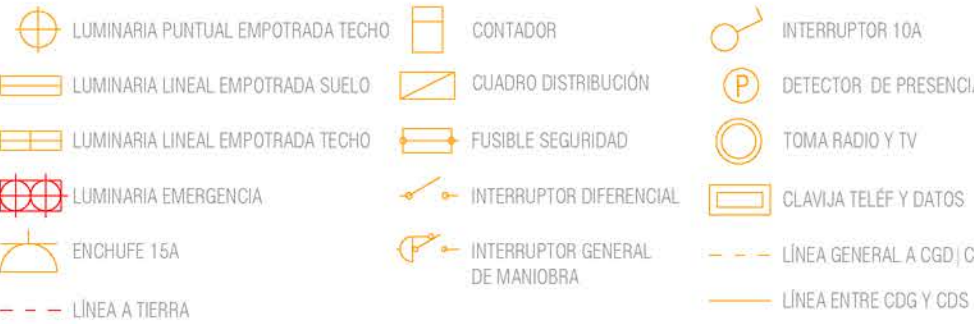 LUMINARIA PUNTUAL EMPOTRADA TECHO
LUMINARIA LINEAL EMPOTRADA SUELO
LUMINARIA LINEAL EMPOTRADA TECHO
LUMINARIA EMERGENCIA
ENCHUFE 15A
LÍNEA A TIERRA
CONTADOR
CUADRO DISTRIBUCIÓN
FUSIBLE SEGURIDAD
INTERRUPTOR DIFERENCIAL
INTERRUPTOR GENERAL
DE MANIOBRA
INTERRUPTOR 10A
P
DETECTOR DE PRESENCIA
TOMA RADIO Y TV
CLAVIJA TELÉF Y DATOS
LÍNEA GENERAL A CGD|C
LÍNEA ENTRE CDG Y CDS